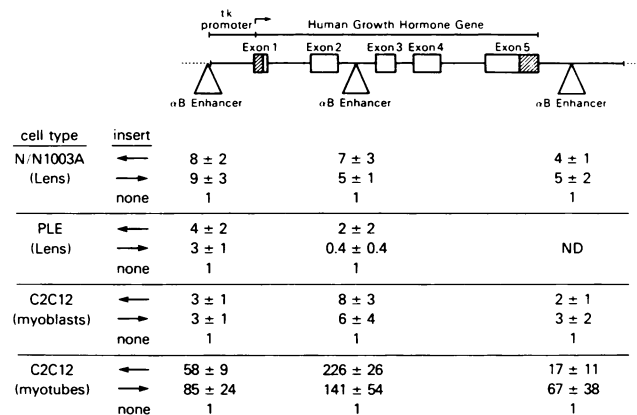 tk
promoter
Human Growth Hormone Gene
Exon 1 Exon 2 Exon 3 Exon 4 Exon 5
αB Enhancer αB Enhancer αB Enhancer
cell type insert
N/N1003A ← 8 ± 2 7 ± 3 4 ± 1
(Lens) → 9 ± 3 5 ± 1 5 ± 2
none 1 1 1
PLE ← 4 ± 2 2 ± 2
(Lens) → 3 ± 1 0.4 ± 0.4 ND
none 1 1
C2C12 ← 3 ± 1 8 ± 3 2 ± 1
(myoblasts) → 3 ± 1 6 ± 4 3 ± 2
none 1 1 1
C2C12 ← 58 ± 9 226 ± 26 17 ± 11
(myotubes) → 85 ± 24 141 ± 54 67 ± 38
none 1 1 1